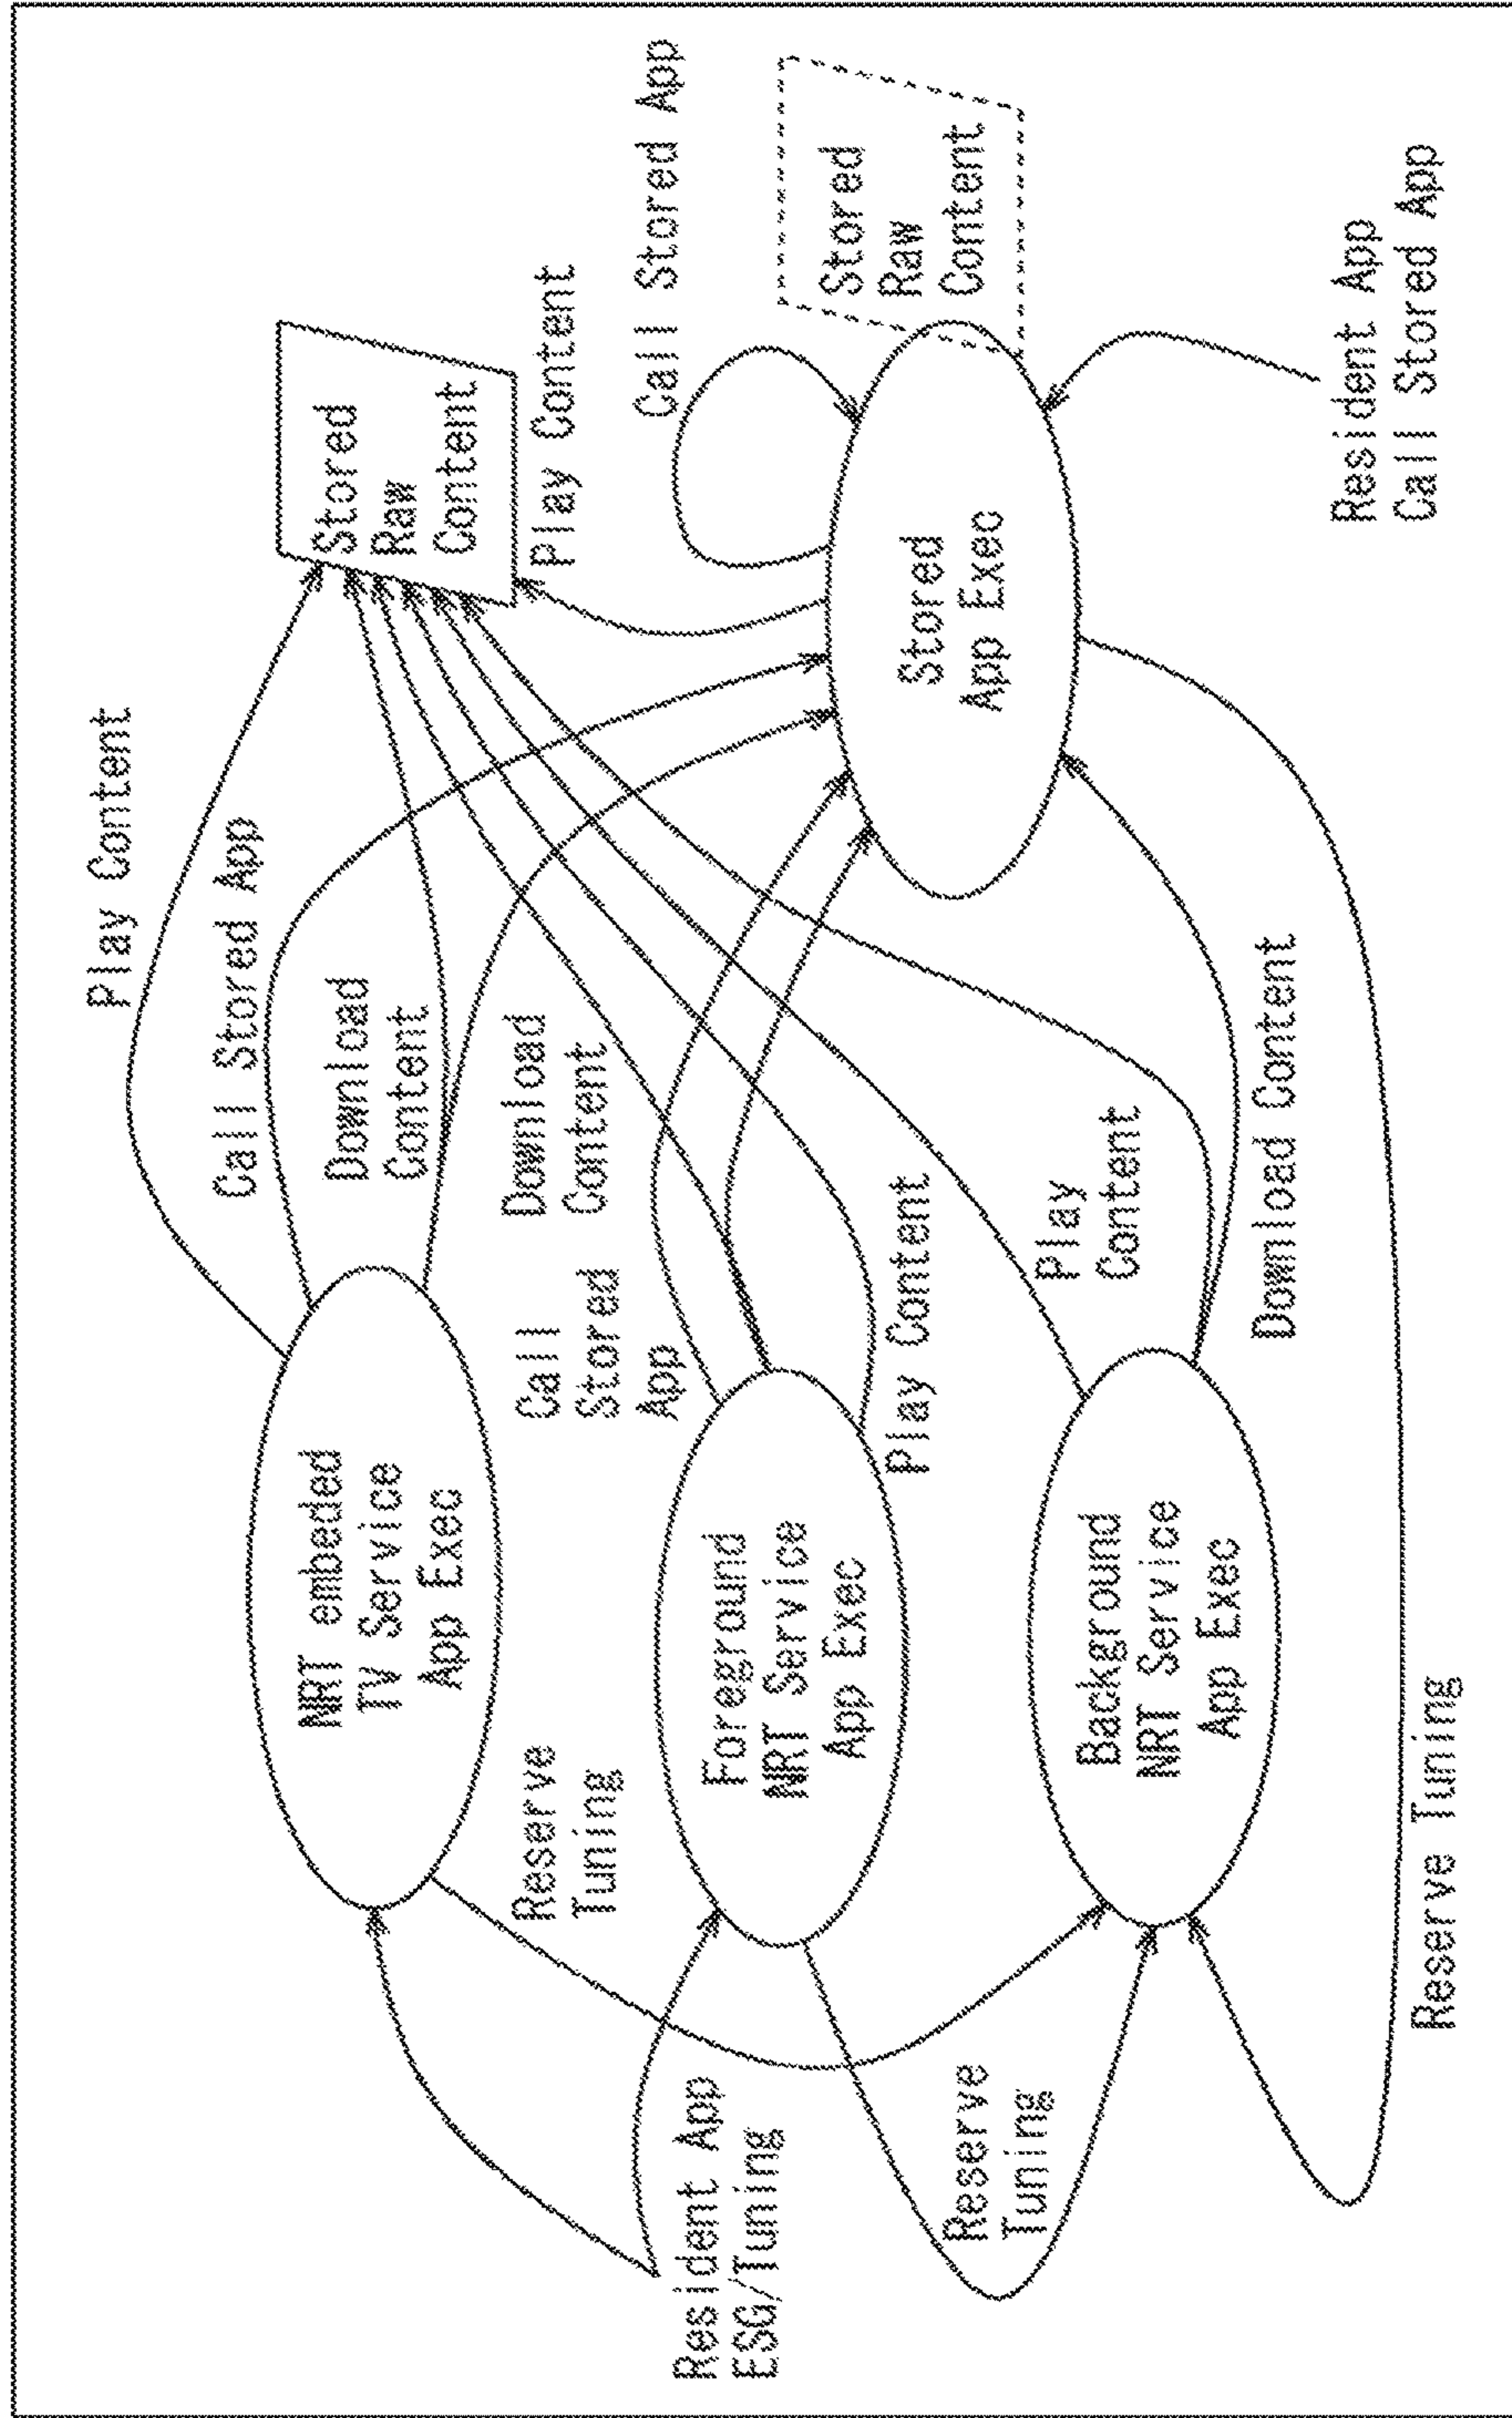 Play Content
Call Stored App
Download
Content
Stored
Raw
Content
Play Content
NRT embeded
TV Service
App Exec
Reserve
Tuning
Download
Content
Call
Stored
App
Call Stored App
Resident App
ESG/Tuning
Foreground
NRT Service
App Exec
Stored
Raw
Content
Stored
App Exec
Play Content
Reserve
Tuning
Background
NRT Service
App Exec
Play
Content
Download Content
Resident App
Call Stored App
Reserve Tuning